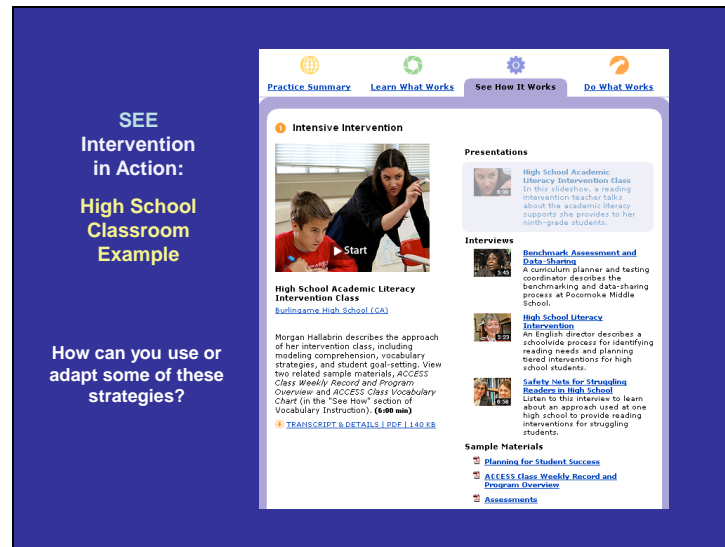 SEE
Intervention
in Action:
High School
Classroom
Example
How can you use or
adapt some of these
strategies?
Practice Summary
Learn What Works
See How It Works
Do What Works
1 Intensive Intervention
Start
High School Academic Literacy
Intervention Class
Burlingame High School (CA)
Morgan Hallabrin describes the approach
of her intervention class, including
modeling comprehension, vocabulary
strategies, and student goal-setting. View
two related sample materials, ACCESS
Class Weekly Record and Program
Overview and ACCESS Class Vocabulary
Chart (in the "See How" section of
Vocabulary Instruction). (6:00 min)
TRANSCRIPT & DETAILS | PDF | 140 KB
Presentations
6:00
High School Academic
Literacy Intervention Class
In this slideshow, a reading
intervention teacher talks
about the academic literacy
supports she provides to her
ninth-grade students.
Interviews
5:45
Benchmark Assessment and
Data-Sharing
A curriculum planner and testing
coordinator describes the
benchmarking and data-sharing
process at Pocomoke Middle
School.
5:23
High School Literacy
Intervention
An English director describes a
schoolwide process for identifying
reading needs and planning
tiered interventions for high
school students.
6:58
Safety Nets for Struggling
Readers in High School
Listen to this interview to learn
about an approach used at one
high school to provide reading
interventions for struggling
students.
Sample Materials
Planning for Student Success
ACCESS Class Weekly Record and
Program Overview
Assessments